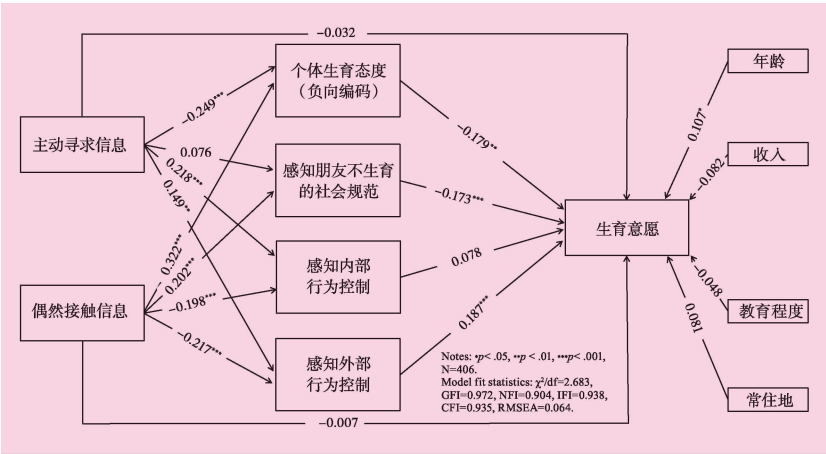 -0.032
个体生育态度
（负向编码）
年龄
-0.249***
0.107*
主动寻求信息
0.076
-0.179**
收入
感知朋友不生育
的社会规范
0.218***
-0.082
0.149**
-0.173***
生育意愿
0.322***
0.202***
感知内部
行为控制
0.078
偶然接触信息
-0.198***
-0.048
教育程度
-0.217***
0.187***
0.081
感知外部
行为控制
Notes: *p< .05, **p < .01, ***p< .001,
N=406.
Model fit statistics: χ²/df=2.683,
GFI=0.972, NFI=0.904, IFI=0.938,
CFI=0.935, RMSEA=0.064.
常住地
-0.007